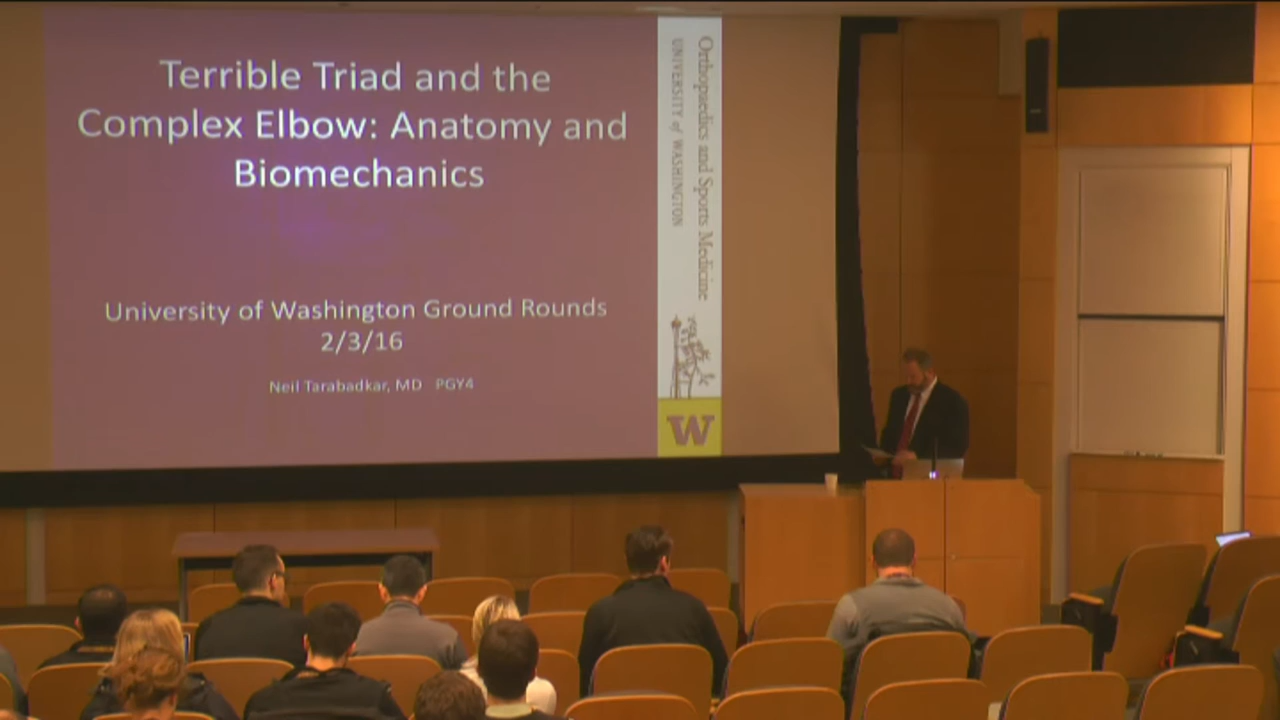 Terrible Triad and the
Complex Elbow: Anatomy and
Biomechanics
University of Washington Ground Rounds
2/3/16
Neil Tarabadkar, MD PGY4
Orthopaedics and Sports Medicine
UNIVERSITY of WASHINGTON
W